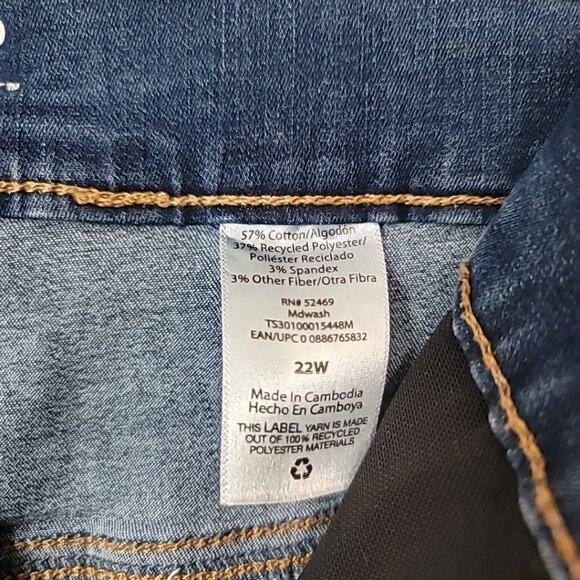 57% Cotton/Algodón
37% Recycled Polyester/
Poliéster Reciclado
3% Spandex
3% Other Fiber/Otra Fibra
RN# 52469
Mdwash
TS30100015448M
EAN/UPC 0 0886765832
22W
Made In Cambodia
Hecho En Camboya
THIS LABEL YARN IS MADE
OUT OF 100% RECYCLED
POLYESTER MATERIALS